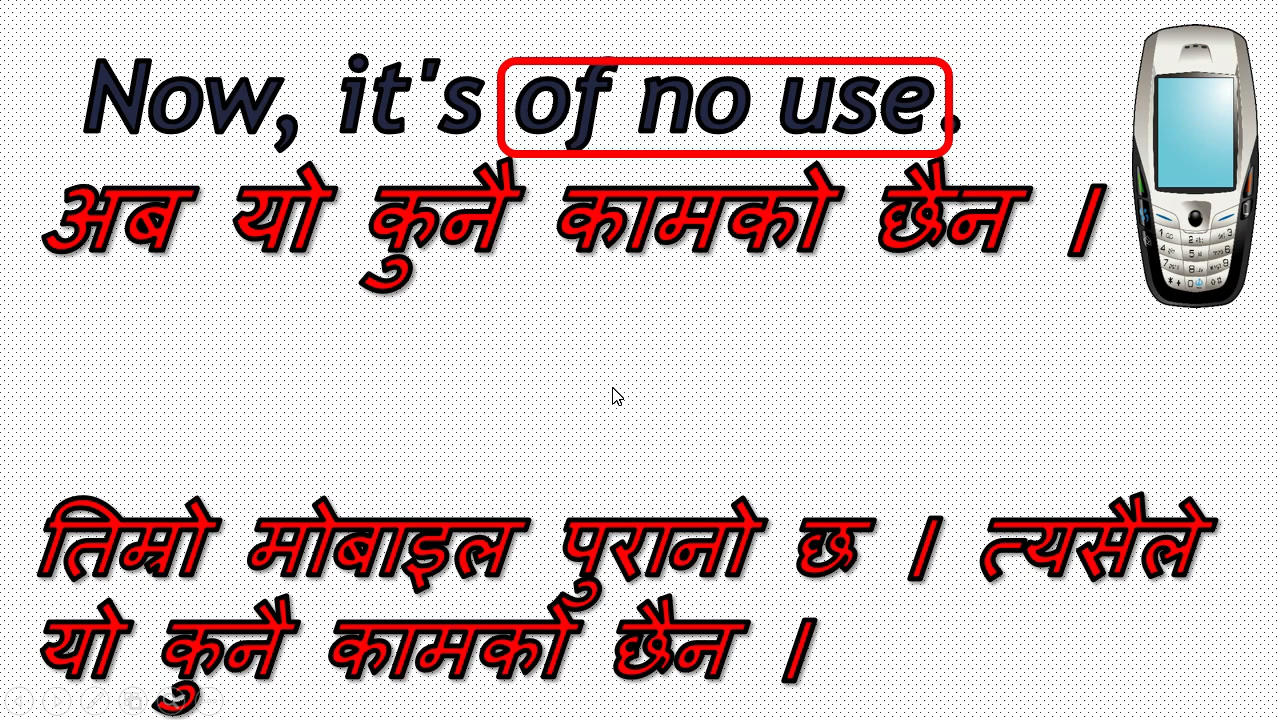 Now, it's of no use.
अब यो कुनै कामको छैन ।
तिम्रो मोबाइल पुरानो छ । त्यसैले
यो कुनै कामको छैन ।